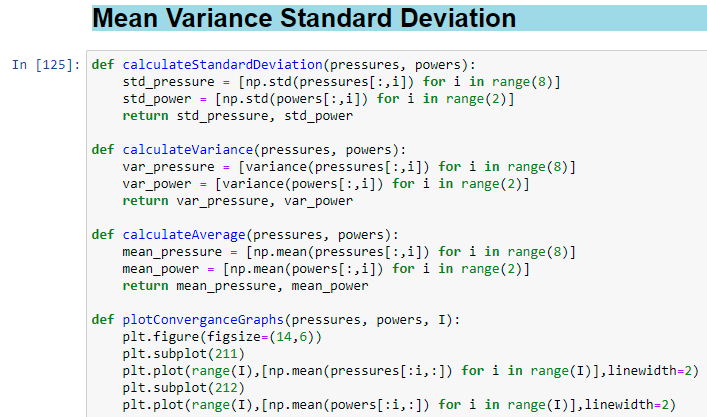 Mean Variance Standard Deviation
In [125]: def calculateStandardDeviation(pressures, powers):
    std_pressure = [np.std(pressures[:,i]) for i in range(8)]
    std_power = [np.std(powers[:,i]) for i in range(2)]
    return std_pressure, std_power
def calculateVariance(pressures, powers):
    var_pressure = [variance(pressures[:,i]) for i in range(8)]
    var_power = [variance(powers[:,i]) for i in range(2)]
    return var_pressure, var_power
def calculateAverage(pressures, powers):
    mean_pressure = [np.mean(pressures[:,i]) for i in range(8)]
    mean_power = [np.mean(powers[:,i]) for i in range(2)]
    return mean_pressure, mean_power
def plotConverganceGraphs(pressures, powers, I):
    plt.figure(figsize=(14,6))
    plt.subplot(211)
    plt.plot(range(I),[np.mean(pressures[:i,:]) for i in range(I)],linewidth=2)
    plt.subplot(212)
    plt.plot(range(I),[np.mean(powers[:i,:]) for i in range(I)],linewidth=2)